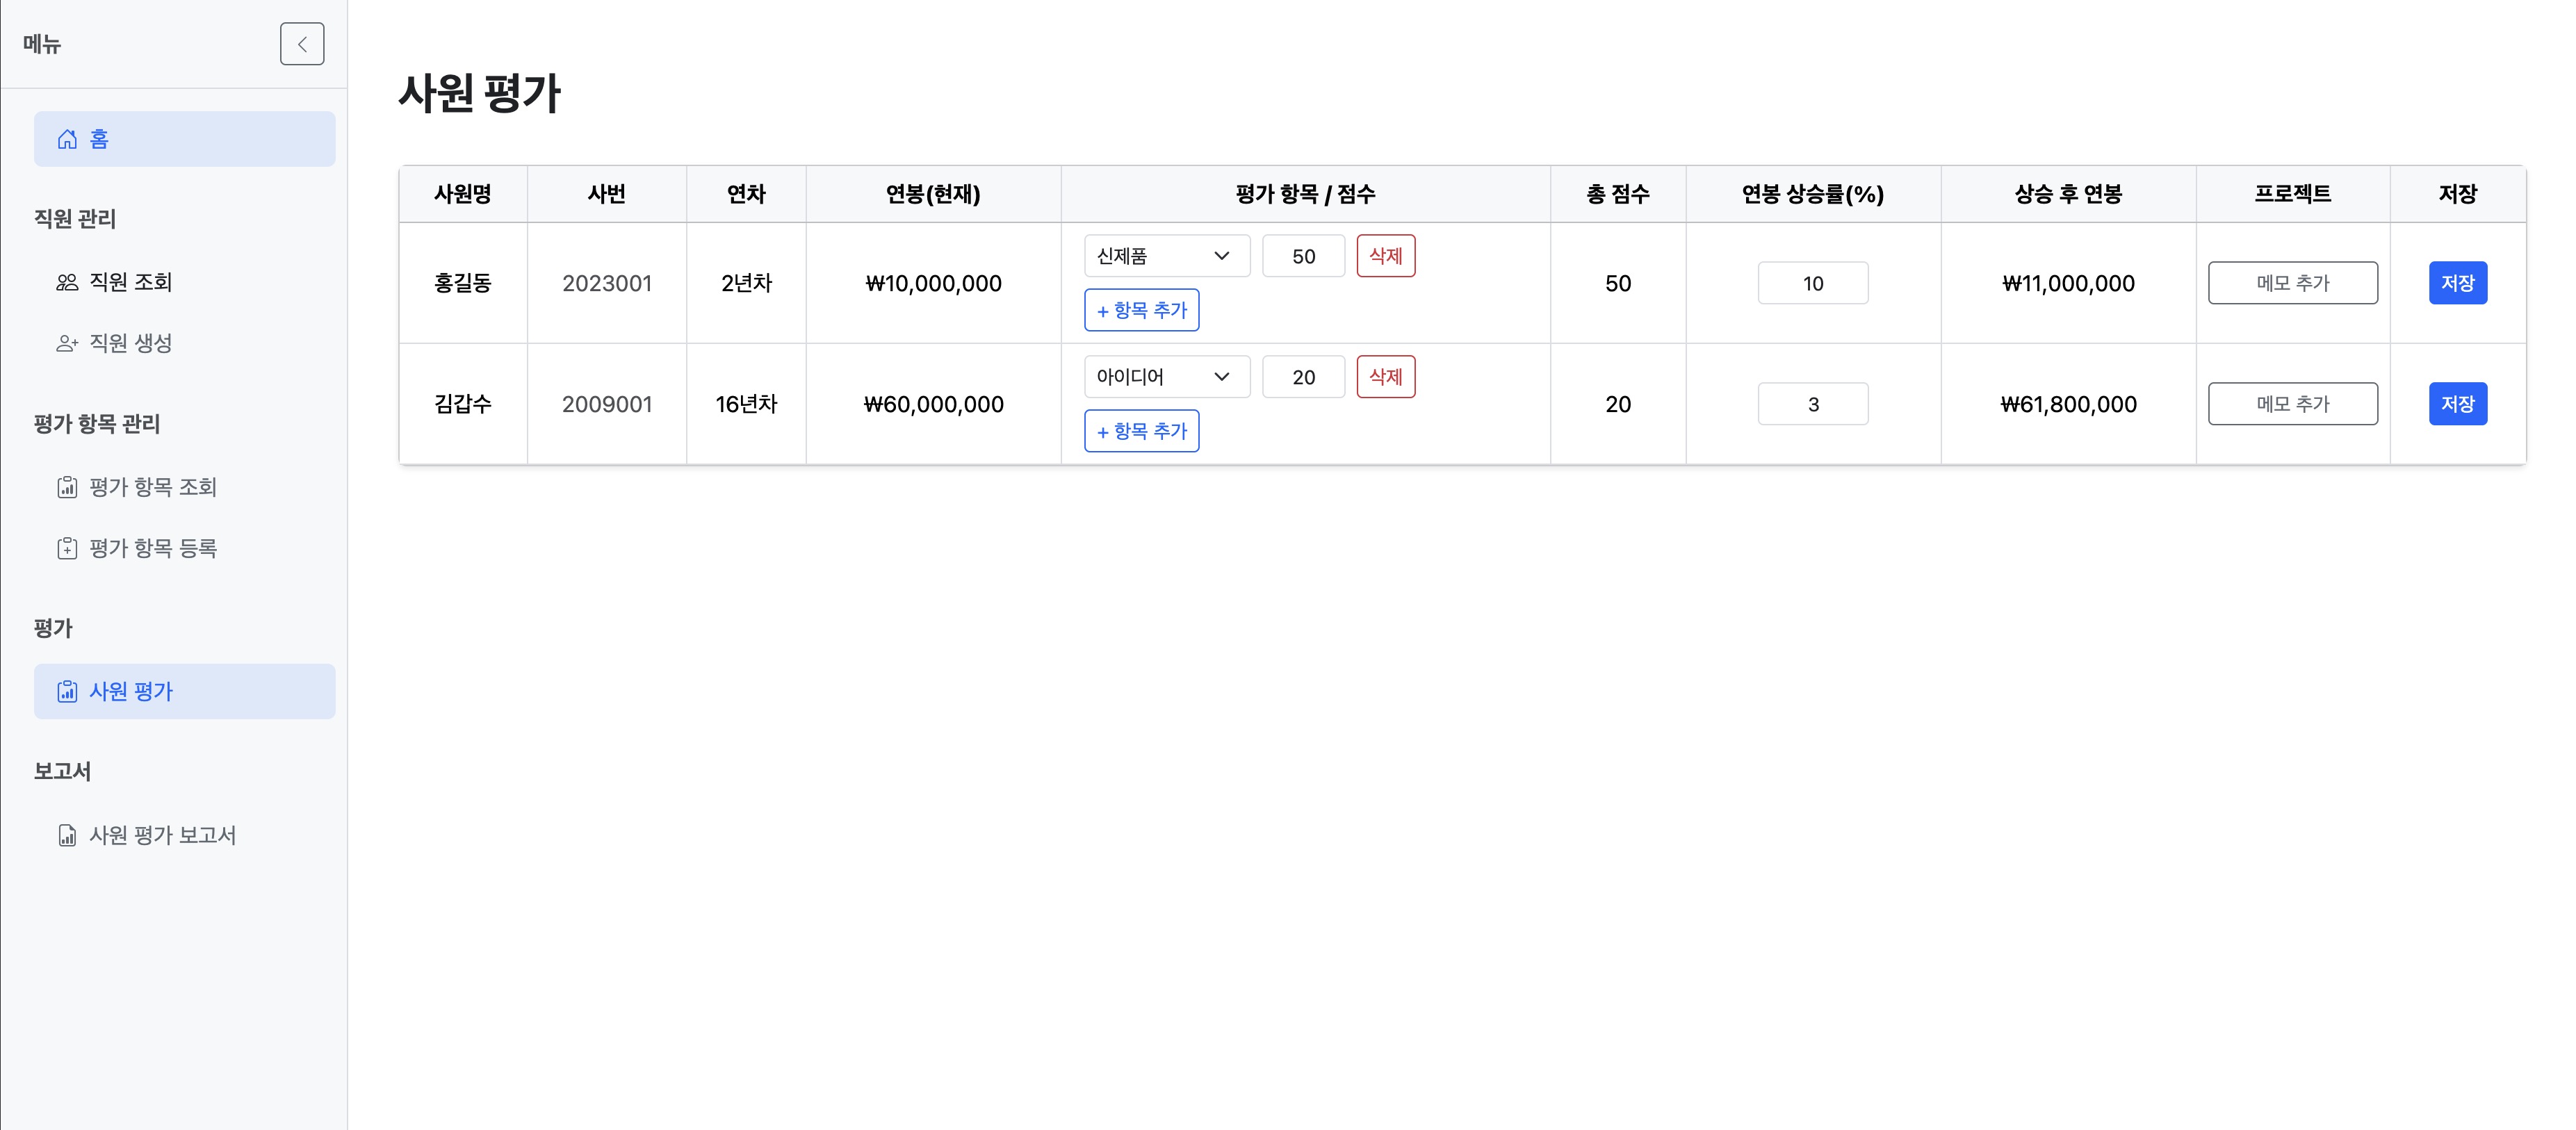 메뉴
홈
직원 관리
직원 조회
직원 생성
평가 항목 관리
평가 항목 조회
평가 항목 등록
평가
사원 평가
보고서
사원 평가 보고서
사원 평가
사원명 사번 연차 연봉(현재) 평가 항목 / 점수 총 점수 연봉 상승률(%) 상승 후 연봉 프로젝트 저장
홍길동 2023001 2년차 ₩10,000,000 신제품 50 삭제 50 10 ₩11,000,000 메모 추가 저장
+ 항목 추가
김갑수 2009001 16년차 ₩60,000,000 아이디어 20 삭제 20 3 ₩61,800,000 메모 추가 저장
+ 항목 추가